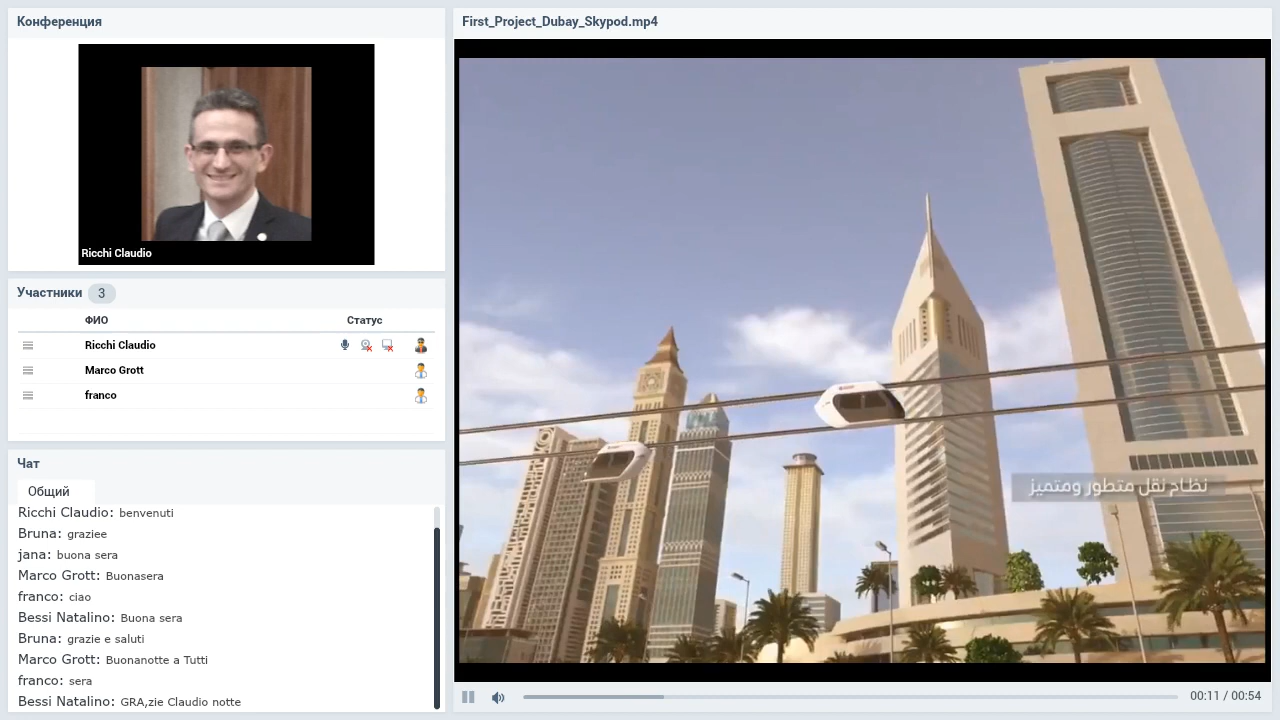 Конференция
Ricchi Claudio
Участники 3
ФИО Статус
Ricchi Claudio
Marco Grott
franco
Чат
Общий
Ricchi Claudio: benvenuti
Bruna: graziee
jana: buona sera
Marco Grott: Buonasera
franco: ciao
Bessi Natalino: Buona sera
Bruna: grazie e saluti
Marco Grott: Buonanotte a Tutti
franco: sera
Bessi Natalino: GRA,zie Claudio notte
First_Project_Dubay_Skypod.mp4
نظام نقل متطور ومتميز
00:11 / 00:54